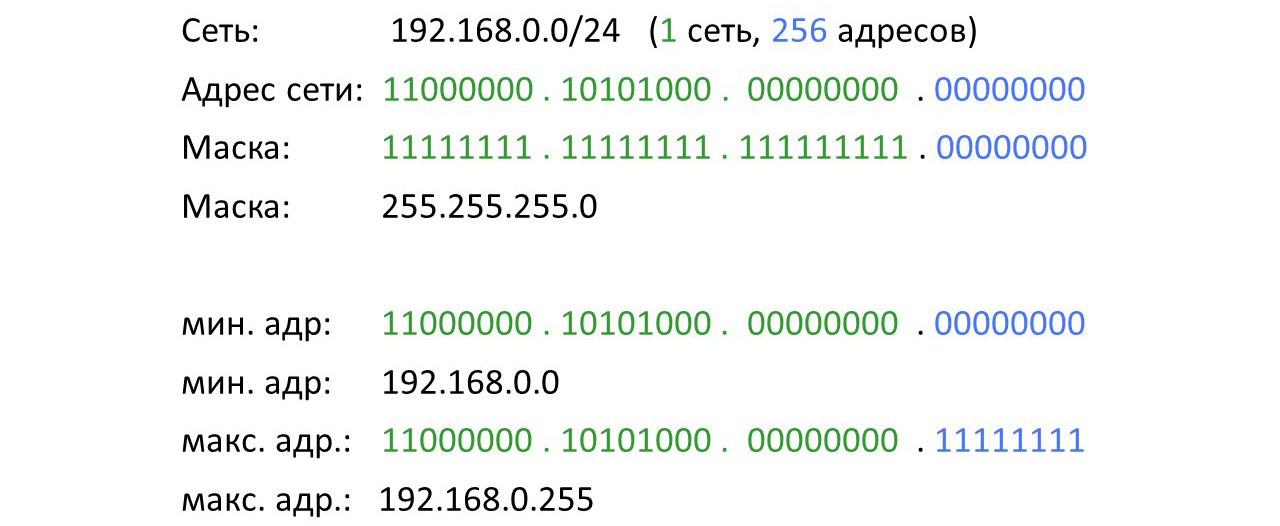 Сеть: 192.168.0.0/24 (1 сеть, 256 адресов)
Адрес сети: 11000000 . 10101000 . 00000000 . 00000000
Маска: 11111111 . 11111111 . 111111111 . 00000000
Маска: 255.255.255.0
мин. адр: 11000000 . 10101000 . 00000000 . 00000000
мин. адр: 192.168.0.0
макс. адр.: 11000000 . 10101000 . 00000000 . 11111111
макс. адр.: 192.168.0.255